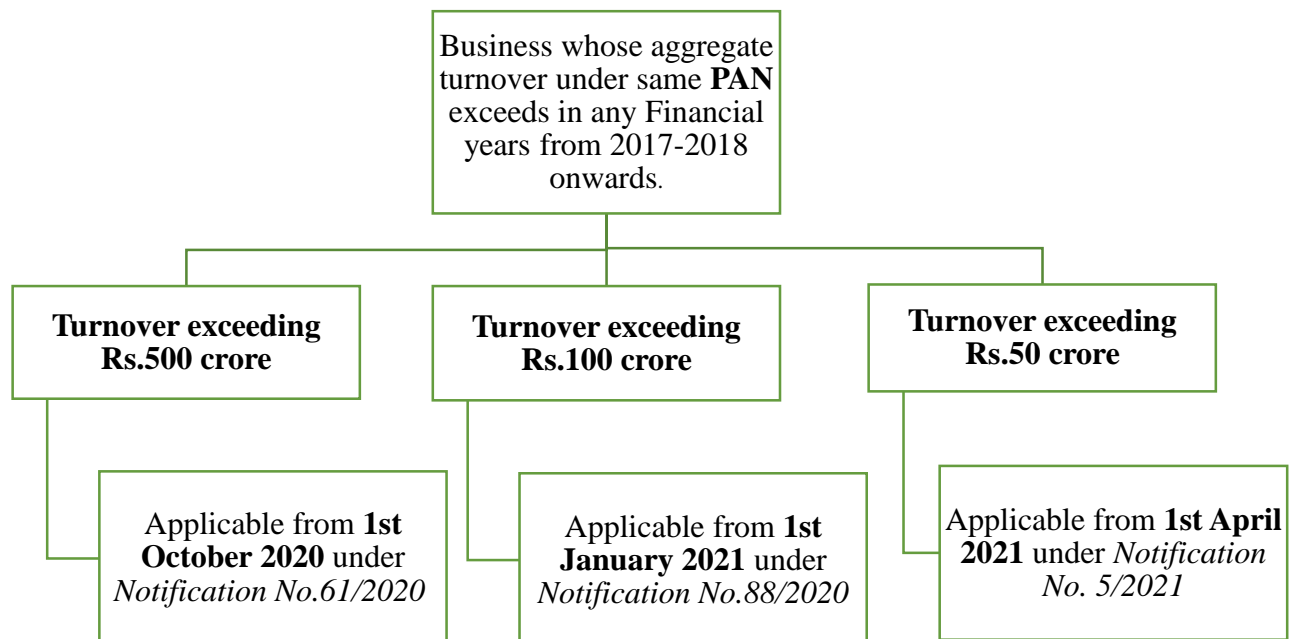 Business whose aggregate
turnover under same PAN
exceeds in any Financial
years from 2017-2018
onwards.
Turnover exceeding
Rs.500 crore
Applicable from 1st
October 2020 under
Notification No.61/2020
Turnover exceeding
Rs.100 crore
Applicable from 1st
January 2021 under
Notification No.88/2020
Turnover exceeding
Rs.50 crore
Applicable from 1st April
2021 under Notification
No. 5/2021